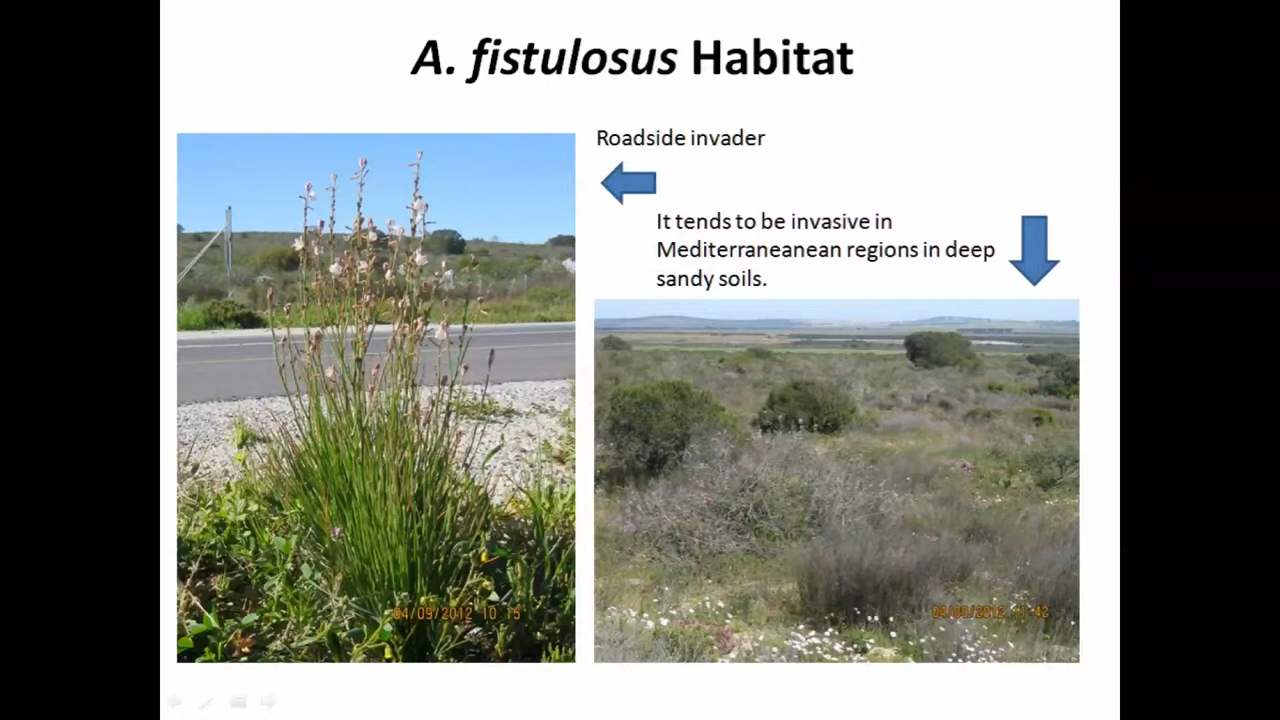 A. fistulosus Habitat
Roadside invader
It tends to be invasive in
Mediterraneanean regions in deep
sandy soils.
04/09/2012 10:15
04/09/2012 11:42